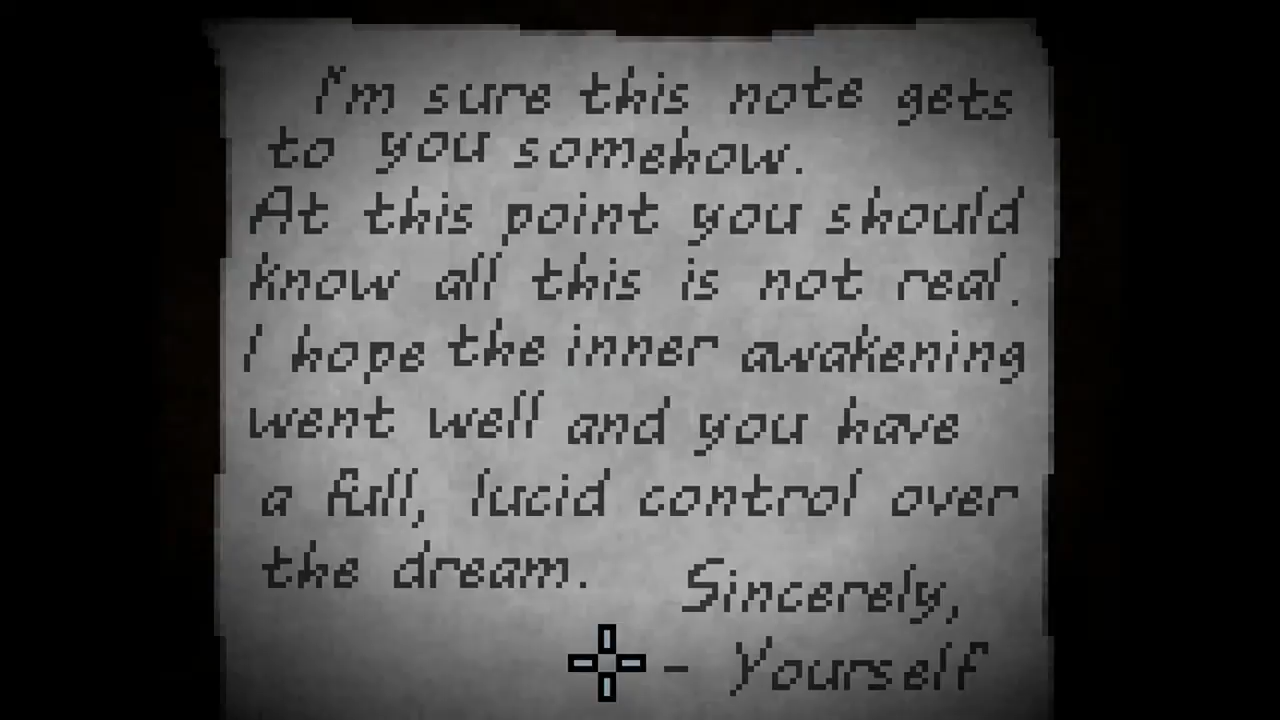 I'm sure this note gets
to you somehow.
At this point you should
know all this is not real.
I hope the inner awakening
went well and you have
a full, lucid control over
the dream.
Sincerely,
- Yourself